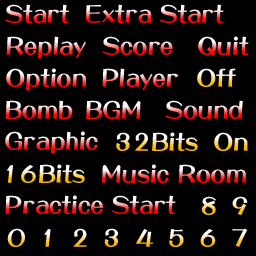 Start Extra Start
Replay Score Quit
Option Player Off
Bomb BGM Sound
Graphic 32Bits On
16Bits Music Room
Practice Start 8 9
0 1 2 3 4 5 6 7